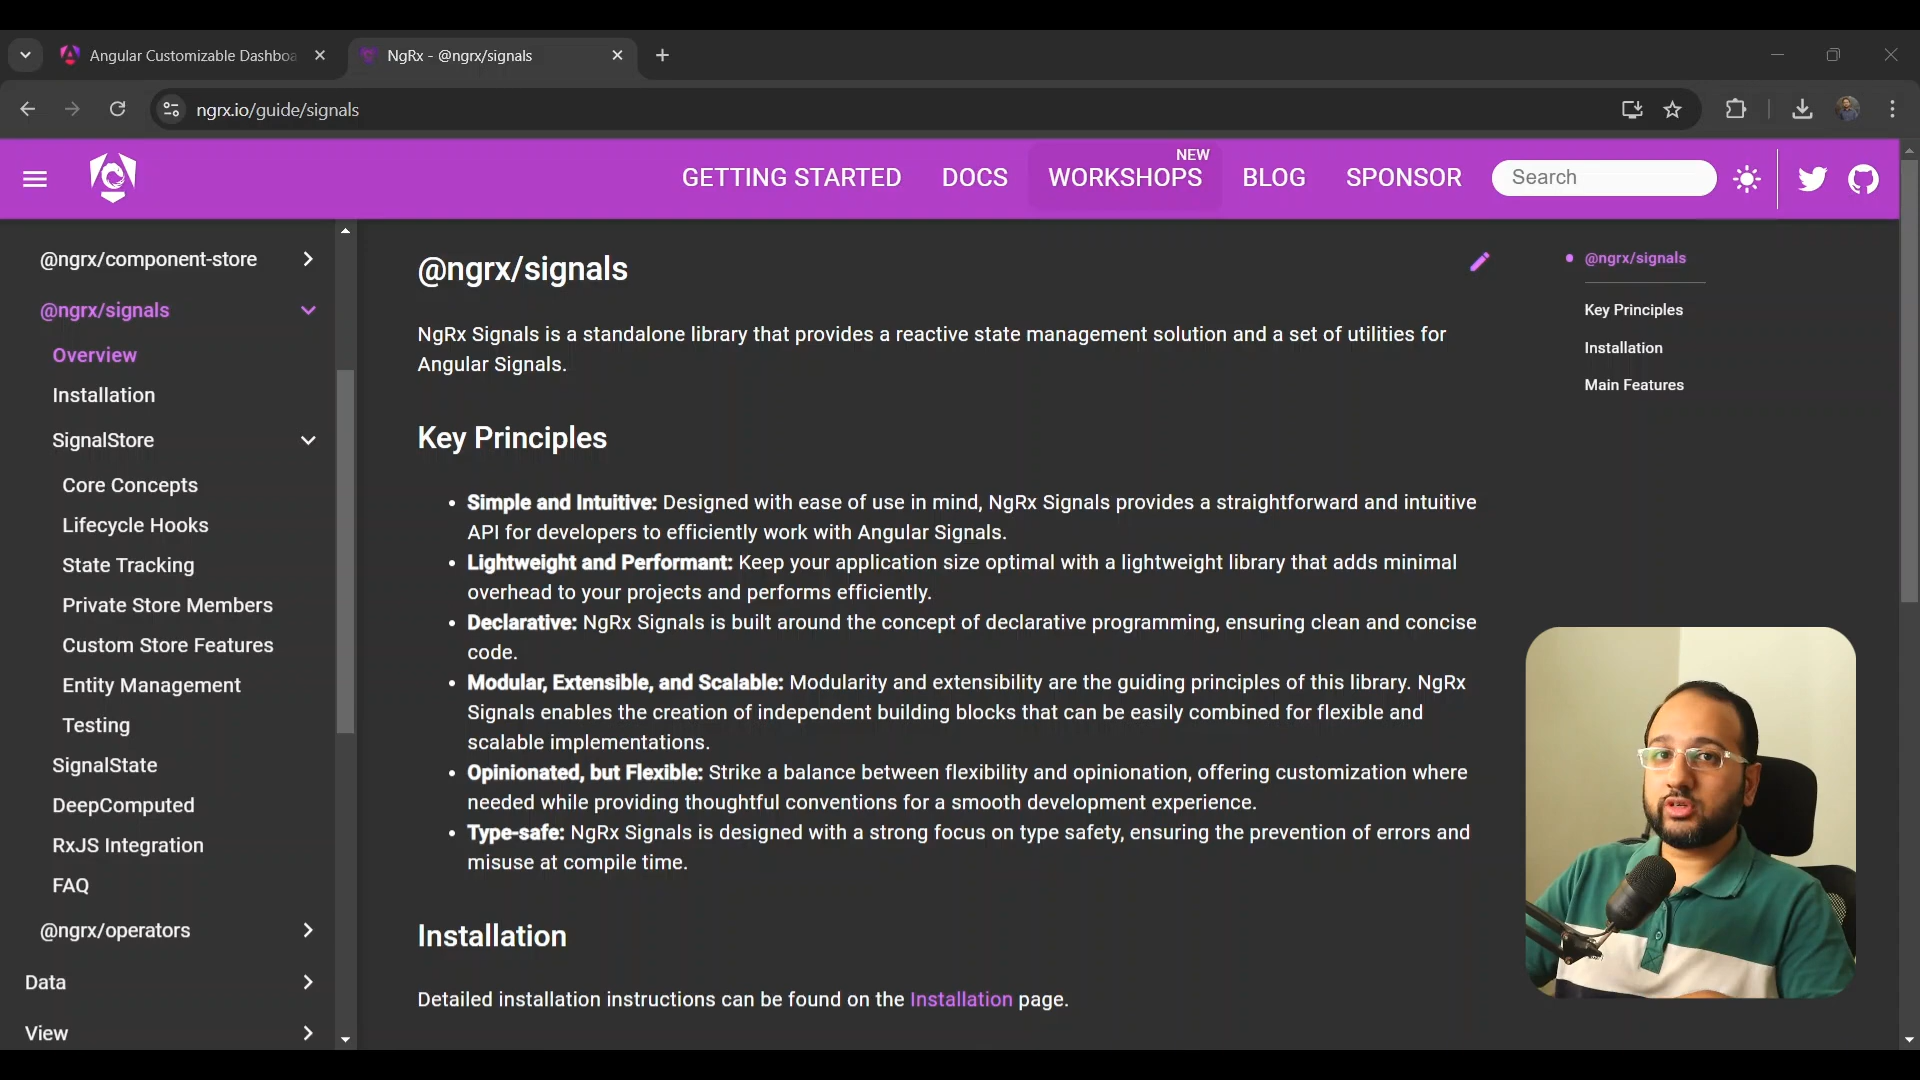 Angular Customizable Dashboa
NgRx - @ngrx/signals
ngrx.io/guide/signals
GETTING STARTED
DOCS
WORKSHOPS
NEW
BLOG
SPONSOR
Search
@ngrx/component-store
@ngrx/signals
Overview
Installation
SignalStore
Core Concepts
Lifecycle Hooks
State Tracking
Private Store Members
Custom Store Features
Entity Management
Testing
SignalState
DeepComputed
RxJS Integration
FAQ
@ngrx/operators
Data
View
@ngrx/signals
NgRx Signals is a standalone library that provides a reactive state management solution and a set of utilities for
Angular Signals.
Key Principles
• Simple and Intuitive: Designed with ease of use in mind, NgRx Signals provides a straightforward and intuitive
API for developers to efficiently work with Angular Signals.
• Lightweight and Performant: Keep your application size optimal with a lightweight library that adds minimal
overhead to your projects and performs efficiently.
• Declarative: NgRx Signals is built around the concept of declarative programming, ensuring clean and concise
code.
• Modular, Extensible, and Scalable: Modularity and extensibility are the guiding principles of this library. NgRx
Signals enables the creation of independent building blocks that can be easily combined for flexible and
scalable implementations.
• Opinionated, but Flexible: Strike a balance between flexibility and opinionation, offering customization where
needed while providing thoughtful conventions for a smooth development experience.
• Type-safe: NgRx Signals is designed with a strong focus on type safety, ensuring the prevention of errors and
misuse at compile time.
Installation
Detailed installation instructions can be found on the Installation page.
@ngrx/signals
Key Principles
Installation
Main Features